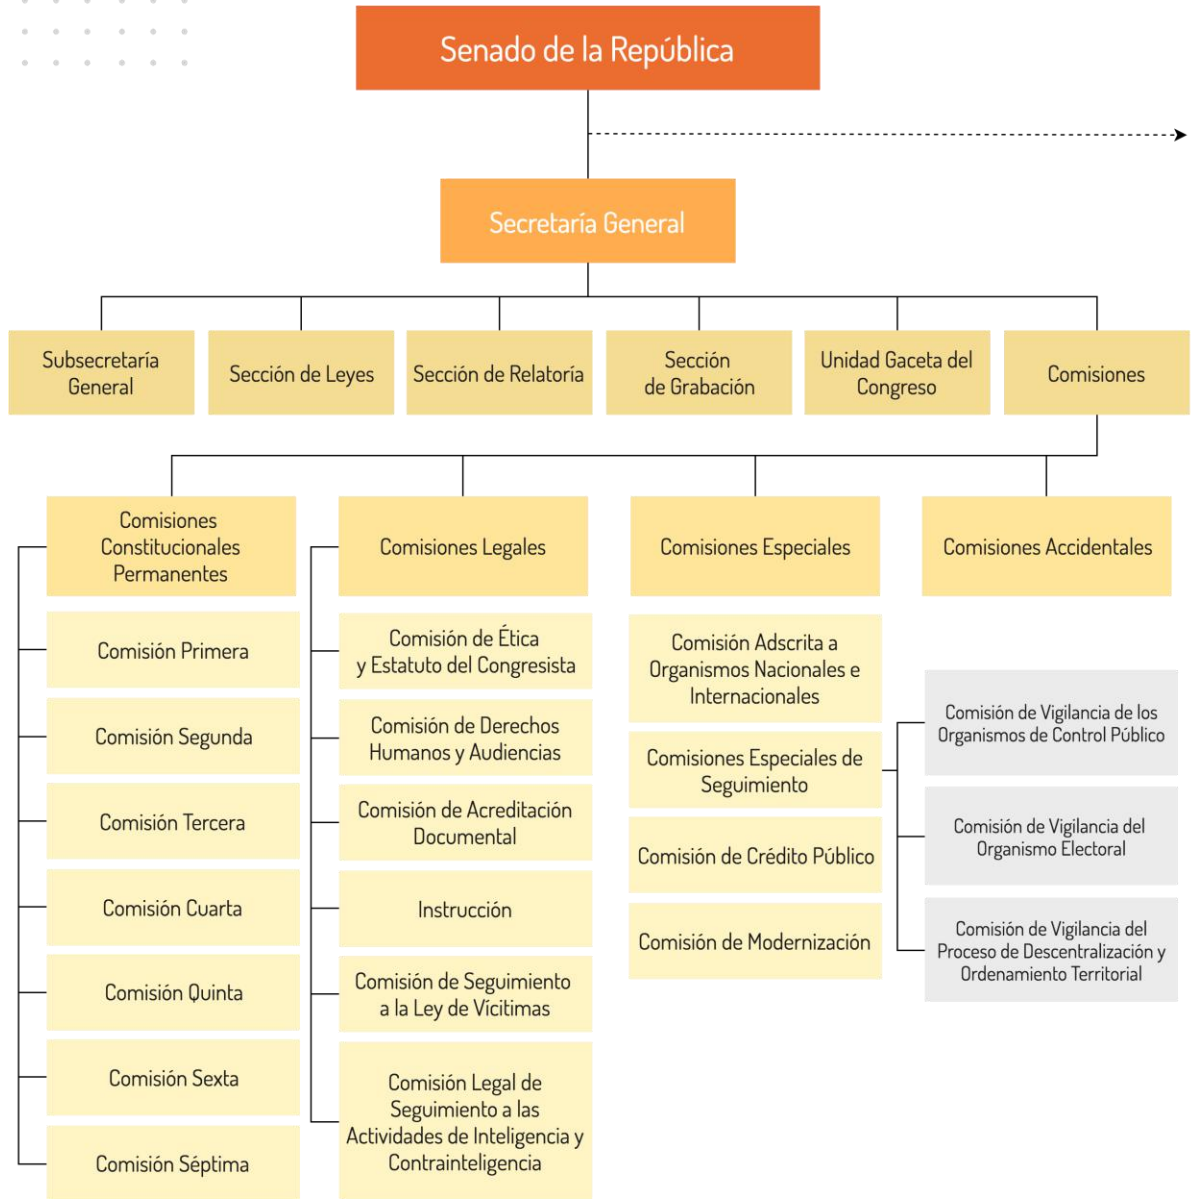 Senado de la República
Secretaría General
Subsecretaría
General
Sección de Leyes
Sección de Relatoría
Sección
de Grabación
Unidad Gaceta del
Congreso
Comisiones
Comisiones
Constitucionales
Permanentes
Comisión Primera
Comisión Segunda
Comisión Tercera
Comisión Cuarta
Comisión Quinta
Comisión Sexta
Comisión Séptima
Comisiones Legales
Comisión de Ética
y Estatuto del Congresista
Comisión de Derechos
Humanos y Audiencias
Comisión de Acreditación
Documental
Instrucción
Comisión de Seguimiento
a la Ley de Vícitimas
Comisión Legal de
Seguimiento a las
Actividades de Inteligencia y
Contrainteligencia
Comisiones Especiales
Comisión Adscrita a
Organismos Nacionales e
Internacionales
Comisiones Especiales de
Seguimiento
Comisión de Crédito Público
Comisión de Modernización
Comisiones Accidentales
Comisión de Vigilancia de los
Organismos de Control Público
Comisión de Vigilancia del
Organismo Electoral
Comisión de Vigilancia del
Proceso de Descentralización y
Ordenamiento Territorial